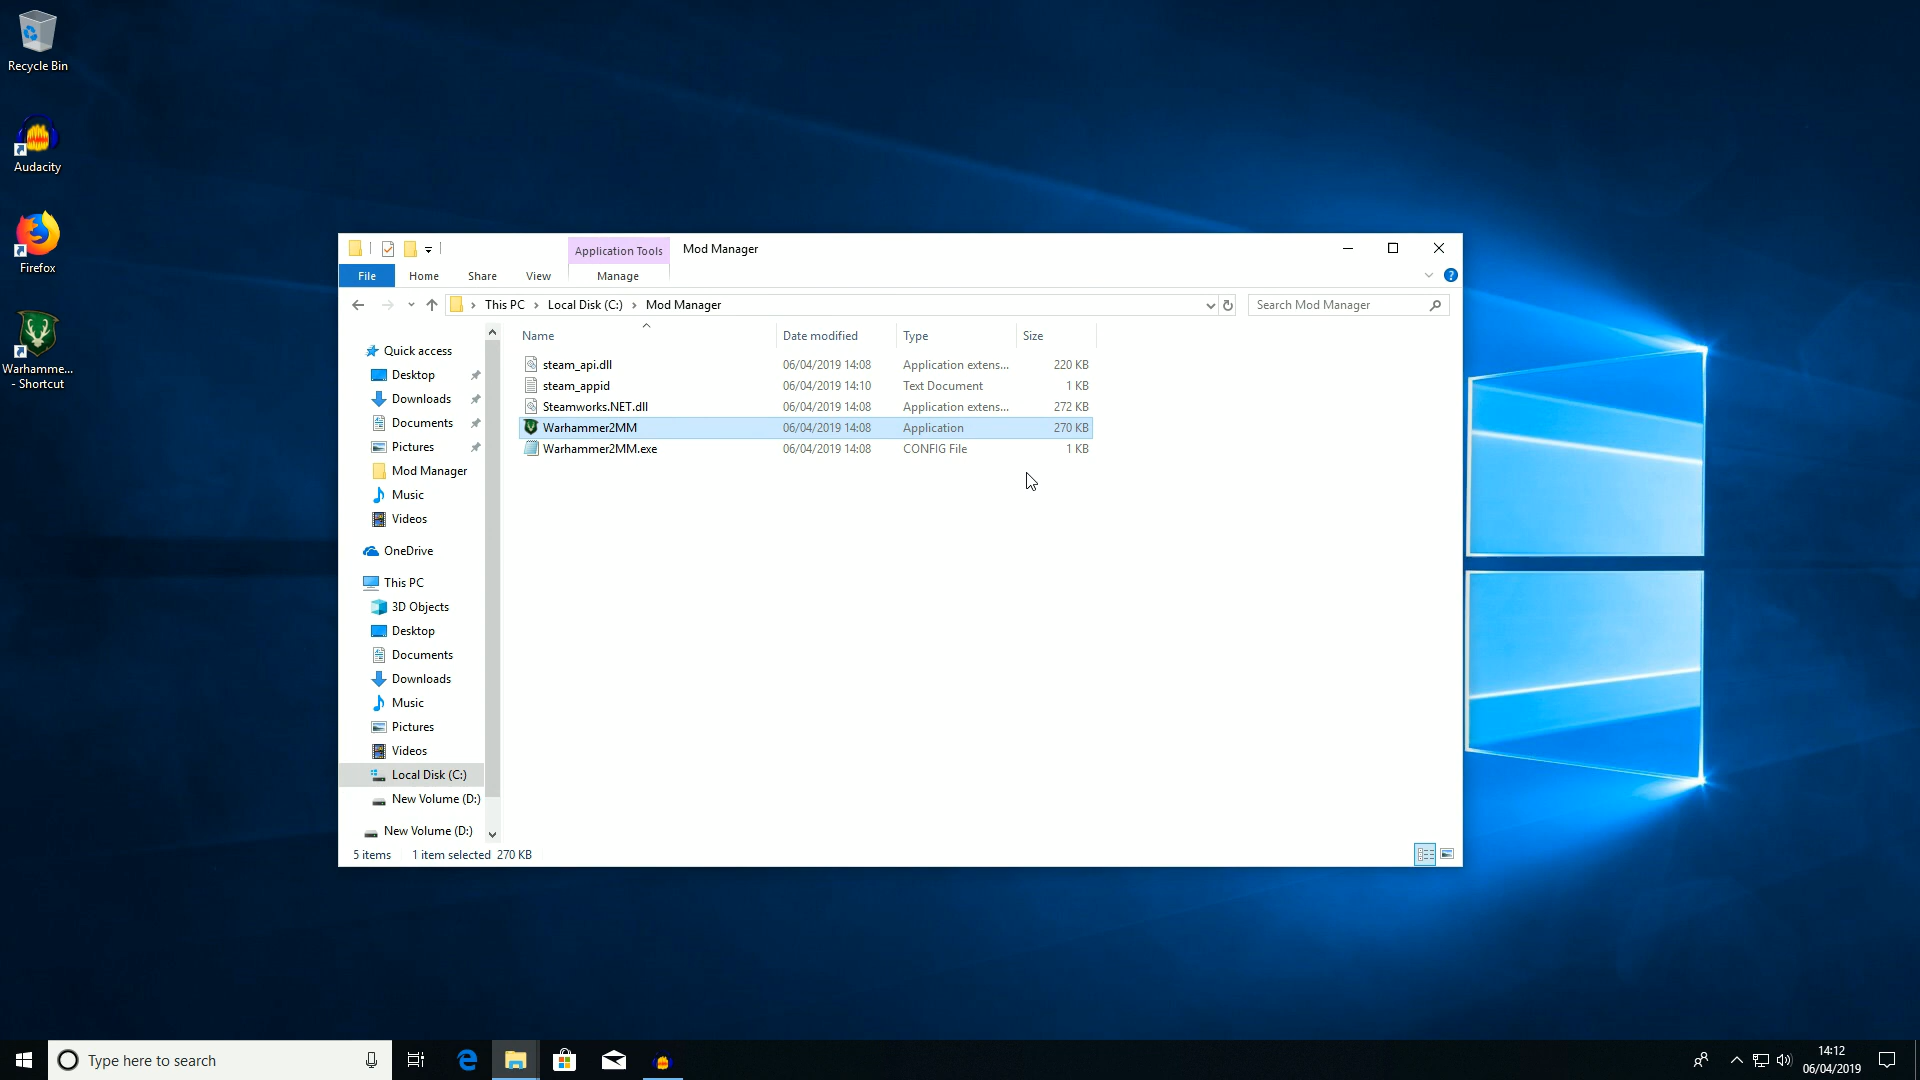 Recycle Bin
Audacity
Firefox
Warhamme...
- Shortcut
Application Tools
Mod Manager
File
Home
Share
View
Manage
This PC
Local Disk (C:)
Mod Manager
Search Mod Manager
Name
Date modified
Type
Size
Quick access
Desktop
Downloads
Documents
Pictures
Mod Manager
Music
Videos
OneDrive
This PC
3D Objects
Desktop
Documents
Downloads
Music
Pictures
Videos
Local Disk (C:)
New Volume (D:)
New Volume (D:)
steam_api.dll 06/04/2019 14:08 Application extens... 220 KB
steam_appid 06/04/2019 14:10 Text Document 1 KB
Steamworks.NET.dll 06/04/2019 14:08 Application extens... 272 KB
Warhammer2MM 06/04/2019 14:08 Application 270 KB
Warhammer2MM.exe 06/04/2019 14:08 CONFIG File 1 KB
5 items 1 item selected 270 KB
Type here to search
14:12
06/04/2019